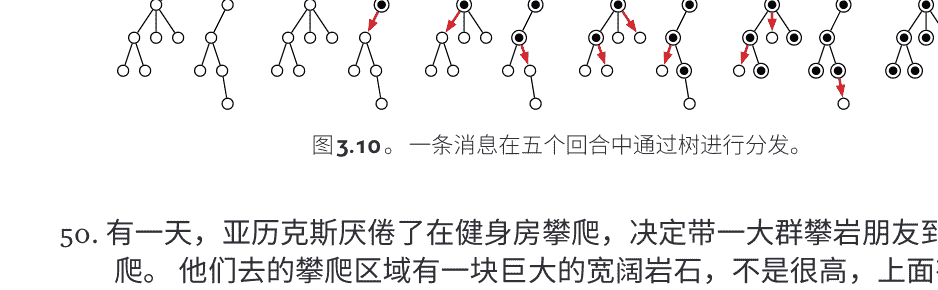 图3.10。 一条消息在五个回合中通过树进行分发。
50. 有一天，亚历克斯厌倦了在健身房攀爬，决定带一大群攀岩朋友到
爬。 他们去的攀爬区域有一块巨大的宽阔岩石，不是很高，上面